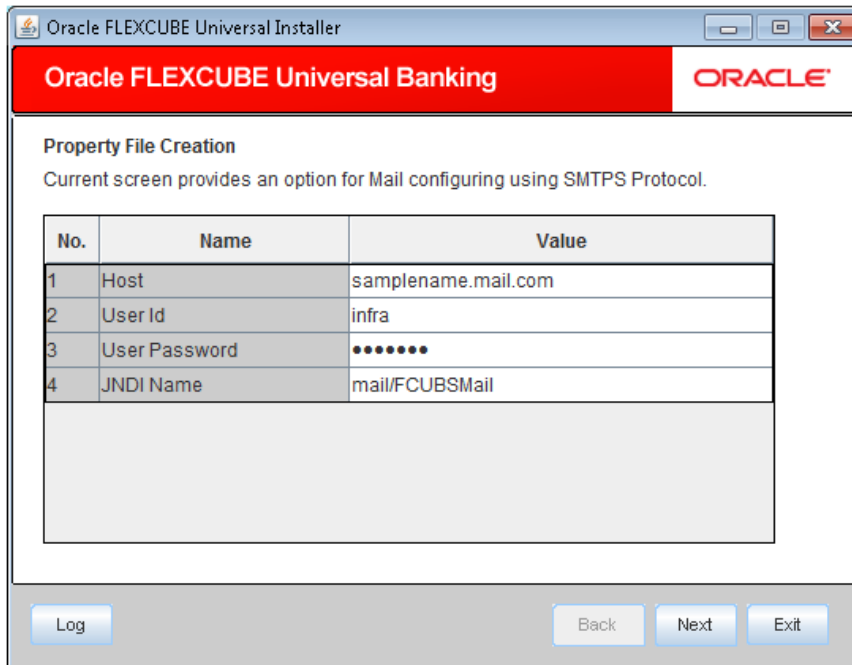 Oracle FLEXCUBE Universal Installer
Oracle FLEXCUBE Universal Banking
ORACLE
Property File Creation
Current screen provides an option for Mail configuring using SMTPS Protocol.
No. Name Value
1 Host samplename.mail.com
2 User Id infra
3 User Password •••••••
4 JNDI Name mail/FCUBSMail
Log Back Next Exit